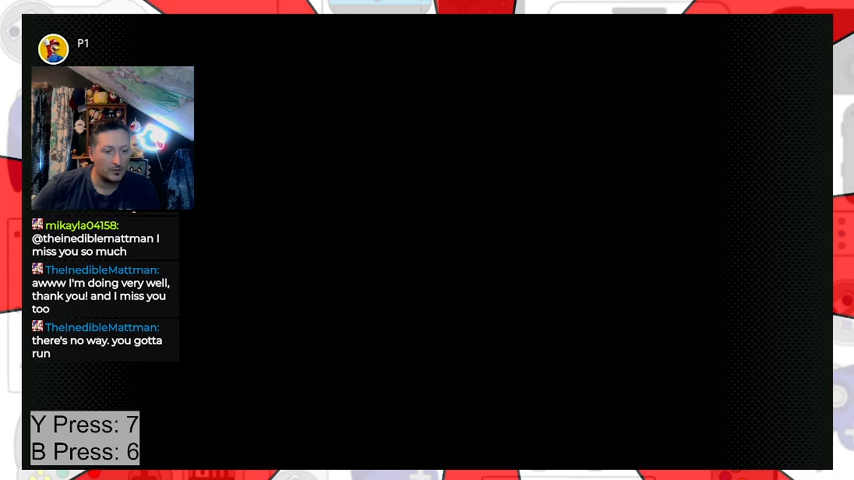 P1
mikayla04158:
@theinediblemattman I
miss you so much
TheInedibleMattman:
awww I'm doing very well,
thank you! and I miss you
too
TheInedibleMattman:
there's no way. you gotta
run
Y Press: 7
B Press: 6